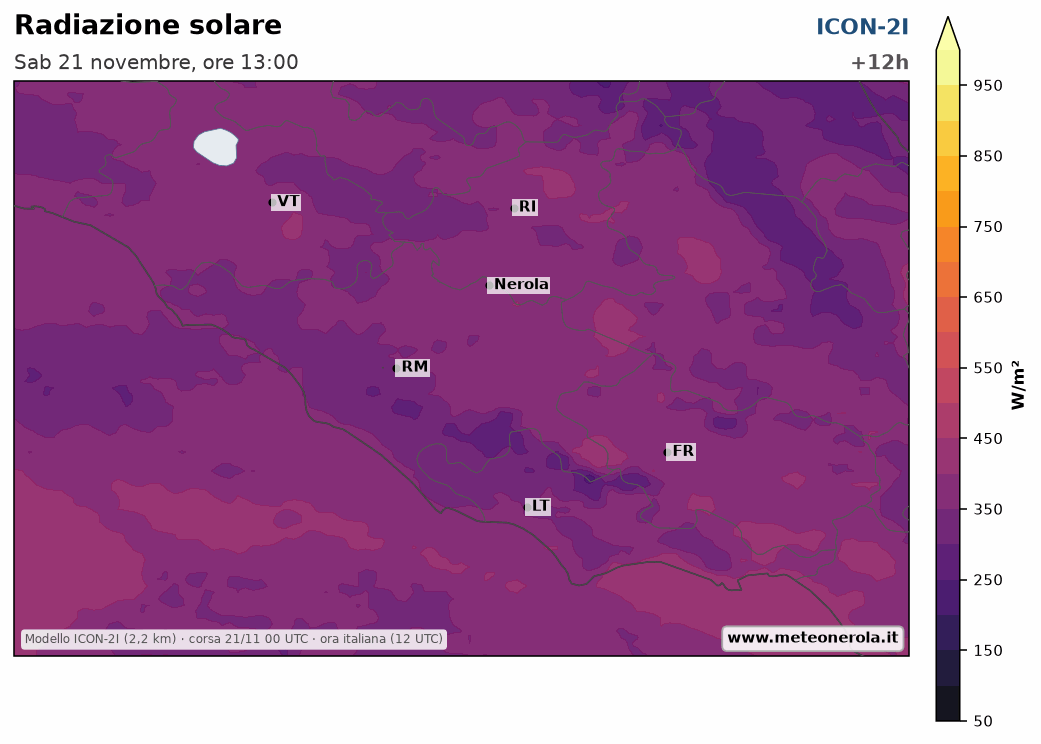 Radiazione solare
ICON-2I
Sab 21 novembre, ore 13:00
+12h
VT
RI
Nerola
RM
FR
LT
Modello ICON-2I (2,2 km) · corsa 21/11 00 UTC · ora italiana (12 UTC)
www.meteonerola.it
950
850
750
650
550
450
350
250
150
50
W/m²